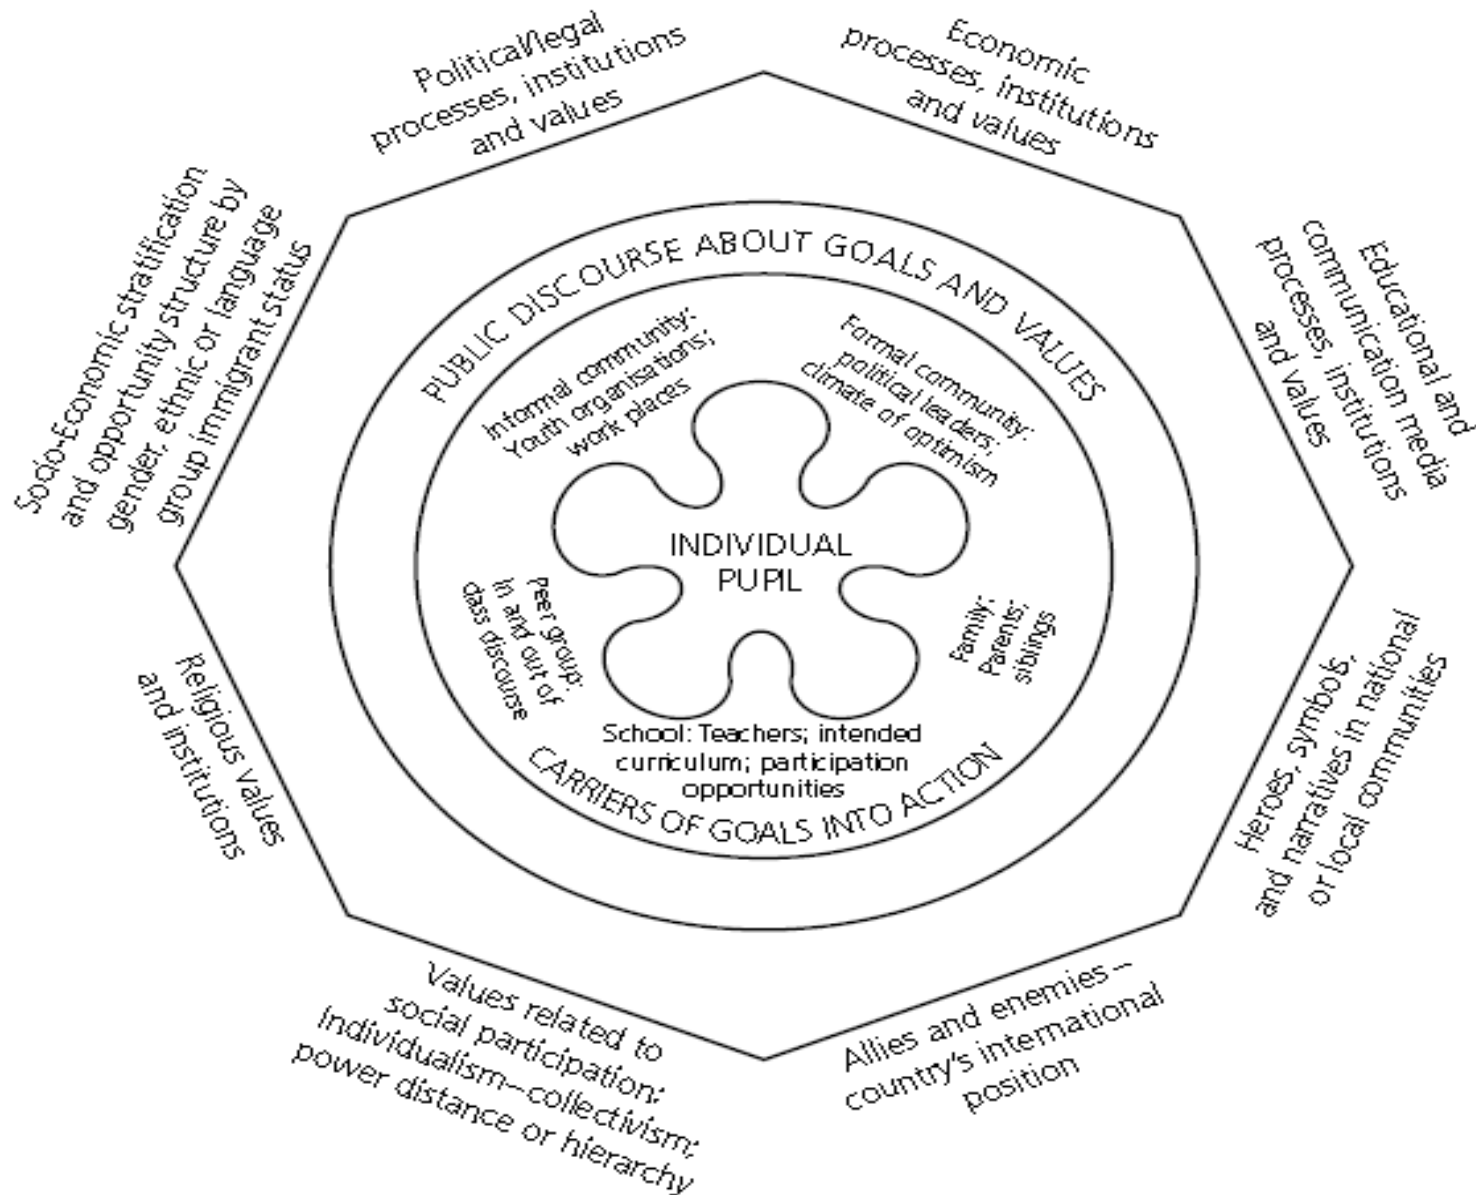 Political/legal
processes, institutions
and values
Economic
processes, institutions
and values
Socio-Economic stratification
and opportunity structure by
gender, ethnic or language
group immigrant status
Educational and
communication media
processes, institutions
and values
PUBLIC DISCOURSE ABOUT GOALS AND VALUES
Informal community:
Youth organisations;
work places
Formal community:
political leaders;
climate of optimism
INDIVIDUAL
PUPIL
Peer group:
in and out of
class discourse
Family:
Parents;
siblings
School: Teachers; intended
curriculum; participation
opportunities
CARRIERS OF GOALS INTO ACTION
Religious values
and institutions
Heroes, symbols,
and narratives in national
or local communities
Values related to
social participation:
Individualism–collectivism;
power distance or hierarchy
Allies and enemies–
country's international
position